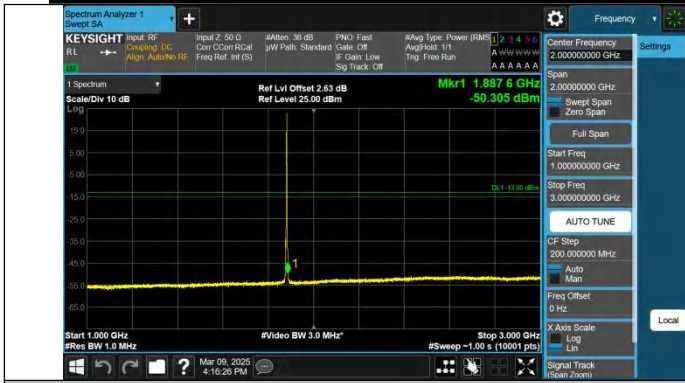 Spectrum Analyzer 1
Swept SA
Frequency
KEYSIGHT
RL
Input: RF
Coupling: DC
Align: Auto/No RF
Input Z: 50 Ω
Corr CCorr RCal
Freq Ref: Int (S)
#Atten: 36 dB
µW Path: Standard
PNO: Fast
Gate: Off
IF Gain: Low
Sig Track: Off
#Avg Type: Power (RMS
Avg|Hold: 1/1
Trig: Free Run
1 2 3 4 5 6
A W W W W W
A A A A A A
1 Spectrum
Scale/Div 10 dB
Log
Ref Lvl Offset 2.63 dB
Ref Level 25.00 dBm
Mkr1 1.887 6 GHz
-50.305 dBm
15.0
5.00
-5.00
-15.0
-25.0
-35.0
-45.0
-55.0
-65.0
DL1 -13.00 dBm
1
Start 1.000 GHz
#Res BW 1.0 MHz
#Video BW 3.0 MHz*
Stop 3.000 GHz
#Sweep ~1.00 s (10001 pts)
Mar 09, 2025
4:16:26 PM
Center Frequency
2.000000000 GHz
Settings
Span
2.00000000 GHz
Swept Span
Zero Span
Full Span
Start Freq
1.000000000 GHz
Stop Freq
3.000000000 GHz
AUTO TUNE
CF Step
200.000000 MHz
Auto
Man
Freq Offset
0 Hz
X Axis Scale
Log
Lin
Local
Signal Track
(Span Zoom)